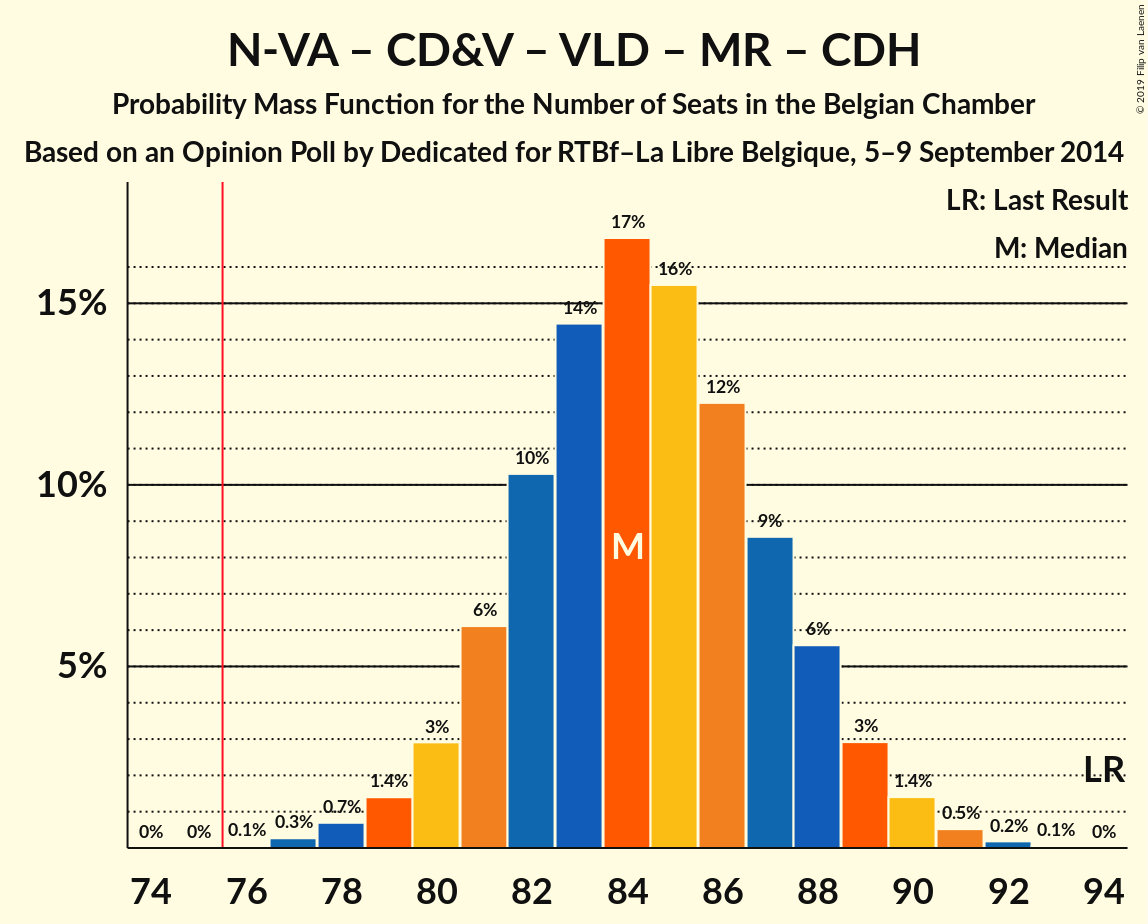 N-VA – CD&V – VLD – MR – CDH
Probability Mass Function for the Number of Seats in the Belgian Chamber
Based on an Opinion Poll by Dedicated for RTBf–La Libre Belgique, 5–9 September 2014
© 2019 Filip van Laenen
LR: Last Result
M: Median
17%
16%
15%
14%
12%
10%
10%
9%
M
6%
6%
5%
3%
3%
LR
1.4%
1.4%
0.7%
0.5%
0.3%
0.2%
0% 0% 0.1% 0.1% 0%
74 76 78 80 82 84 86 88 90 92 94